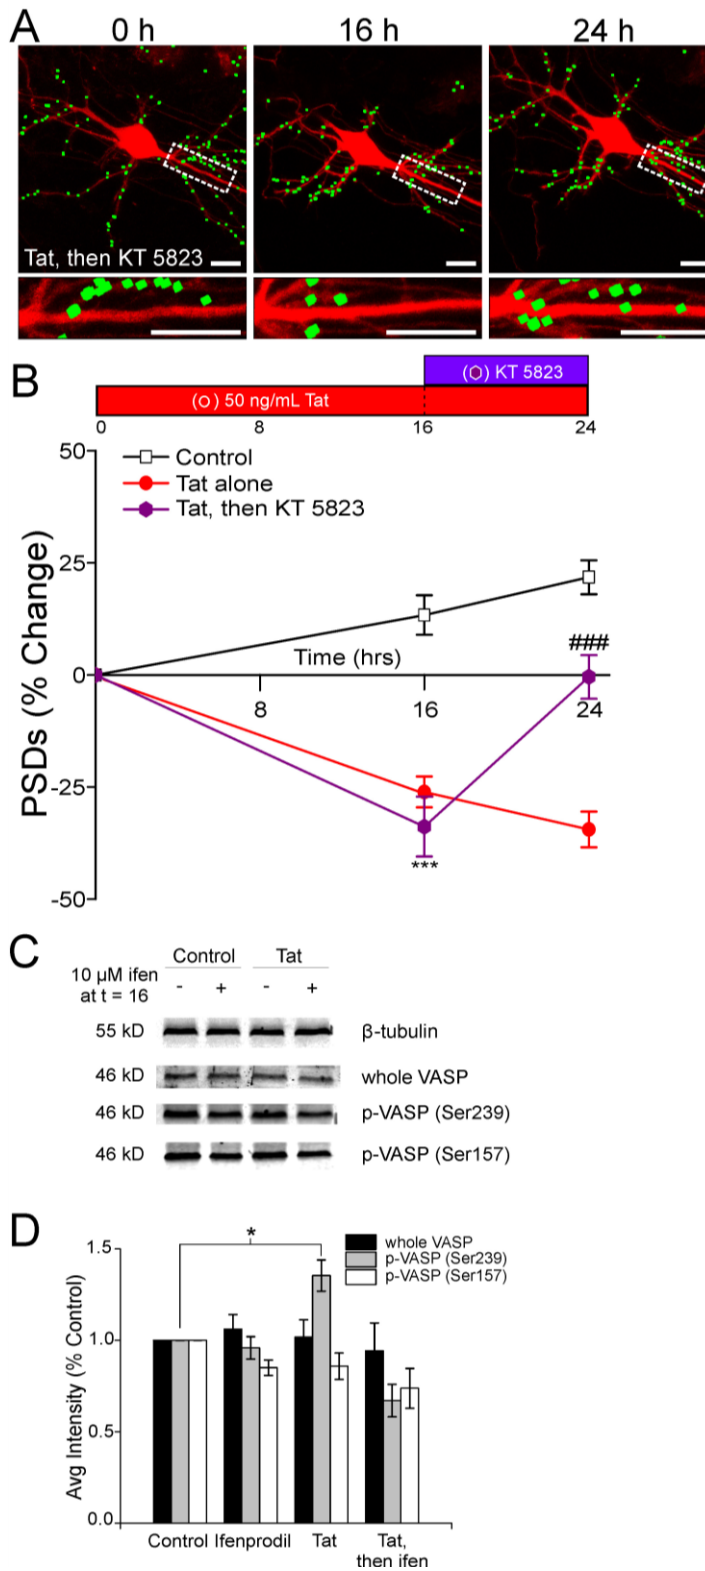 A
0 h
16 h
24 h
Tat, then KT 5823
B
(⬡) KT 5823
(○) 50 ng/mL Tat
0
8
16
24
50
Control
Tat alone
Tat, then KT 5823
25
###
Time (hrs)
0
8
16
24
PSDs (% Change)
-25
***
-50
C
Control
Tat
10 µM ifen
at t = 16
-
+
-
+
55 kD
β-tubulin
46 kD
whole VASP
46 kD
p-VASP (Ser239)
46 kD
p-VASP (Ser157)
D
*
whole VASP
p-VASP (Ser239)
p-VASP (Ser157)
1.5
1.0
0.5
0.0
Avg Intensity (% Control)
Control
Ifenprodil
Tat
Tat,
then ifen